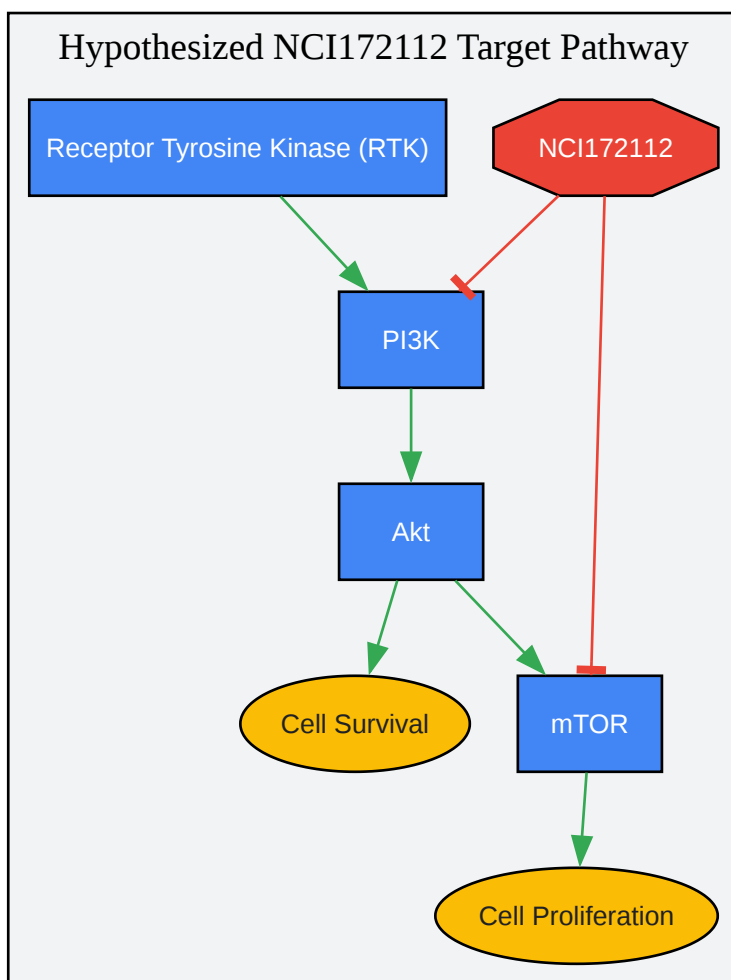 Hypothesized NCI172112 Target Pathway
Receptor Tyrosine Kinase (RTK)
NCI172112
PI3K
Akt
Cell Survival
mTOR
Cell Proliferation